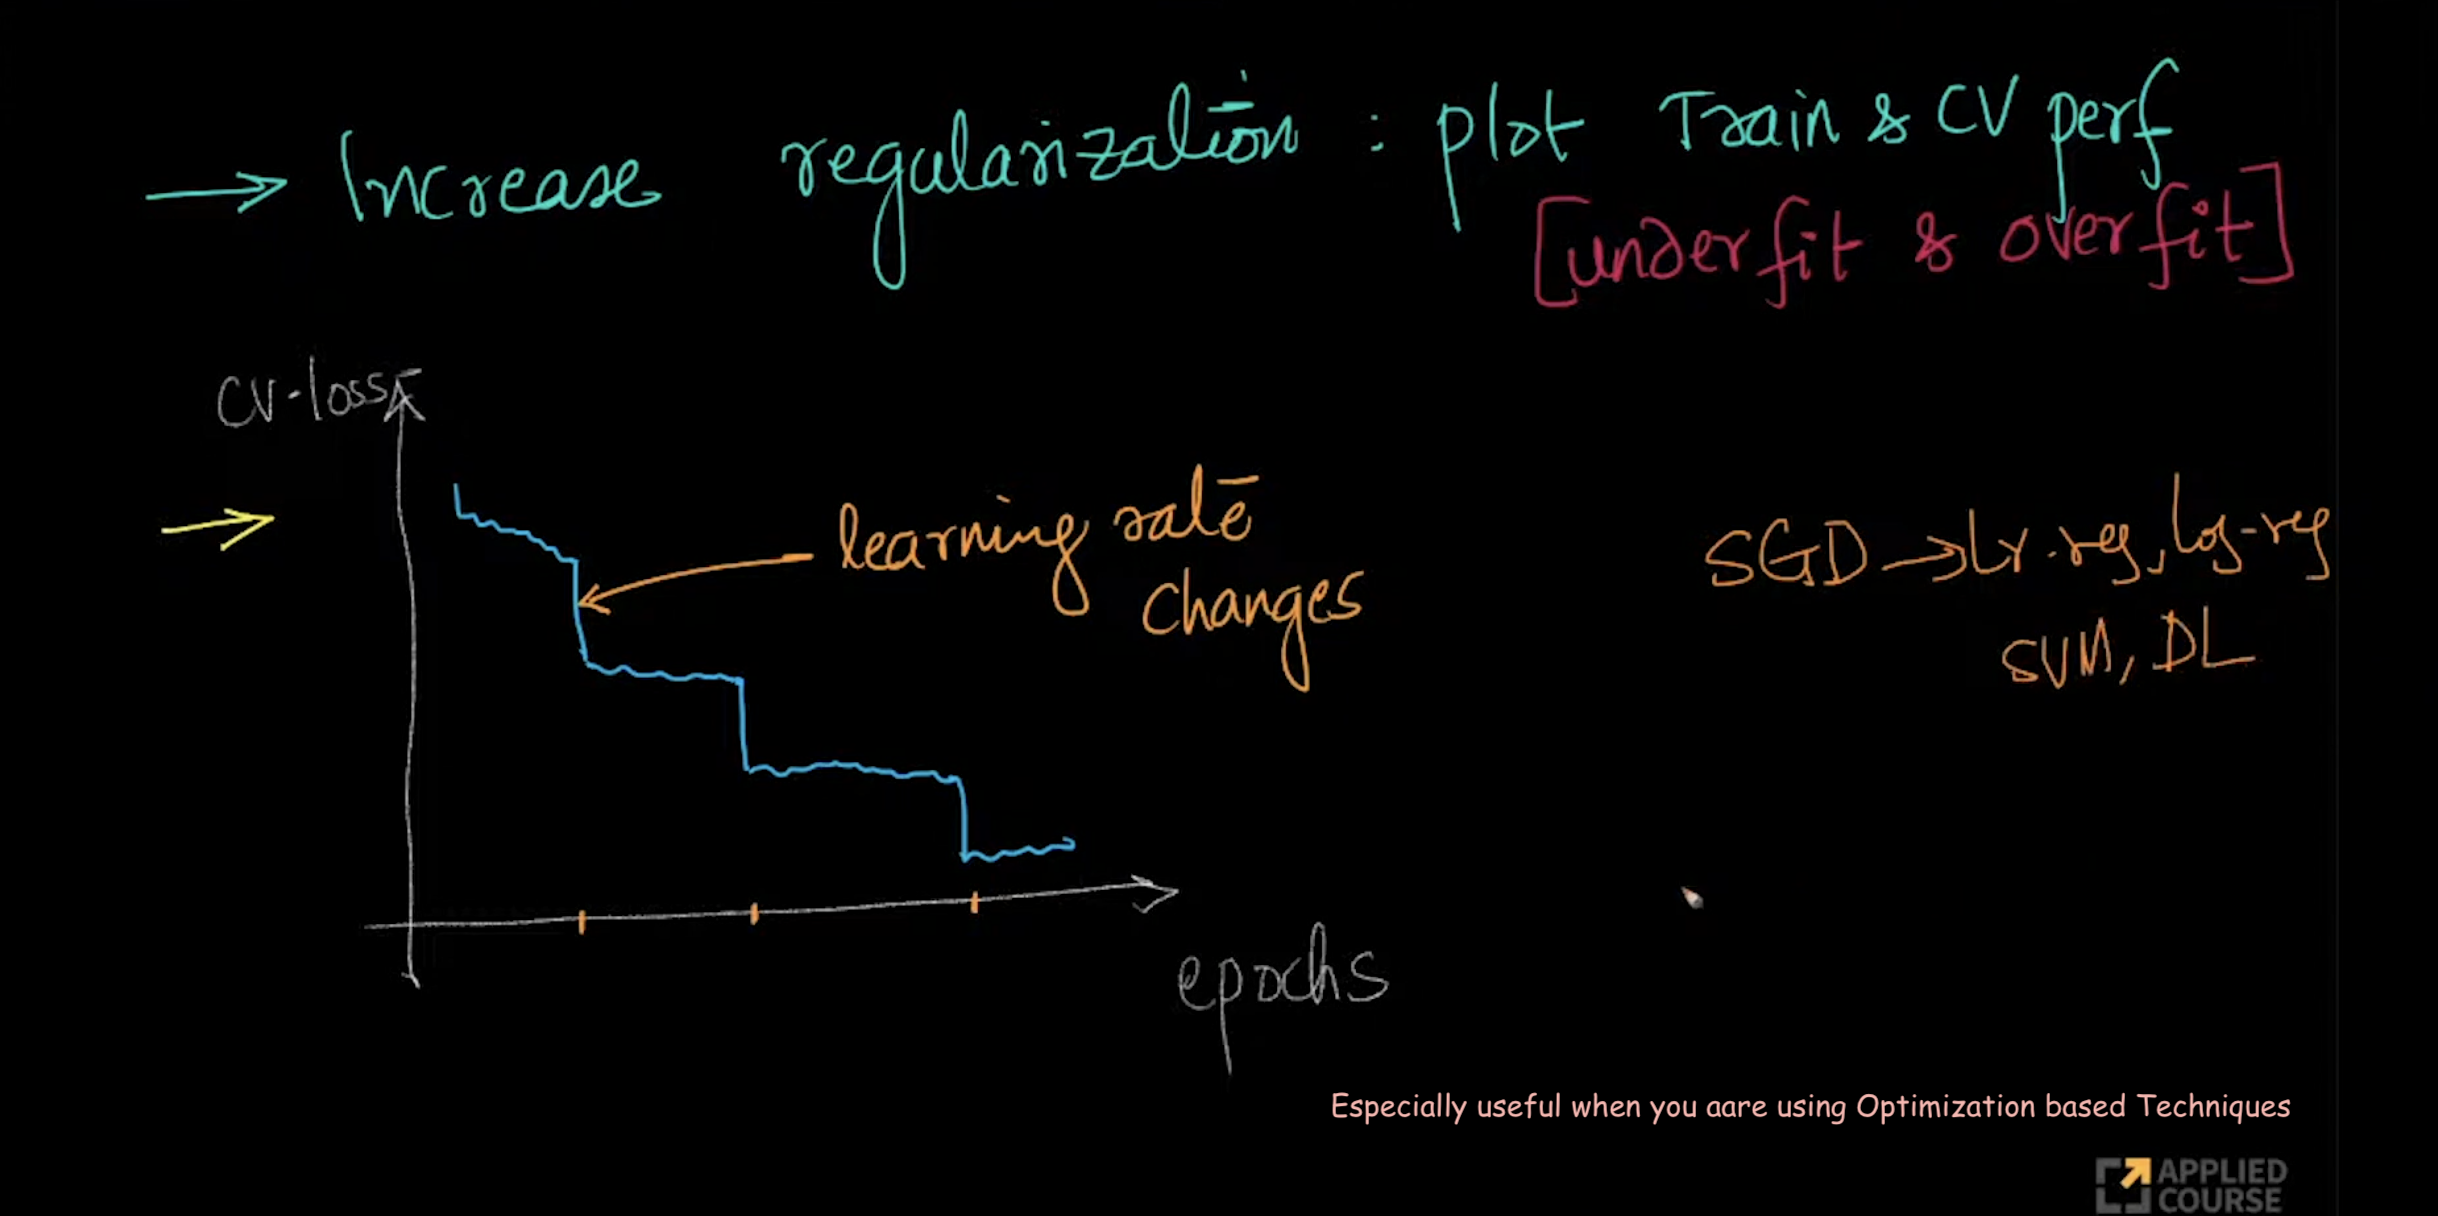 → Increase regularization : plot Train & CV perf
[underfit & overfit]
CV-loss
learning rate
changes
SGD → Lr.reg, Log-reg
SVM, DL
epochs
Especially useful when you aare using Optimization based Techniques
APPLIED
COURSE